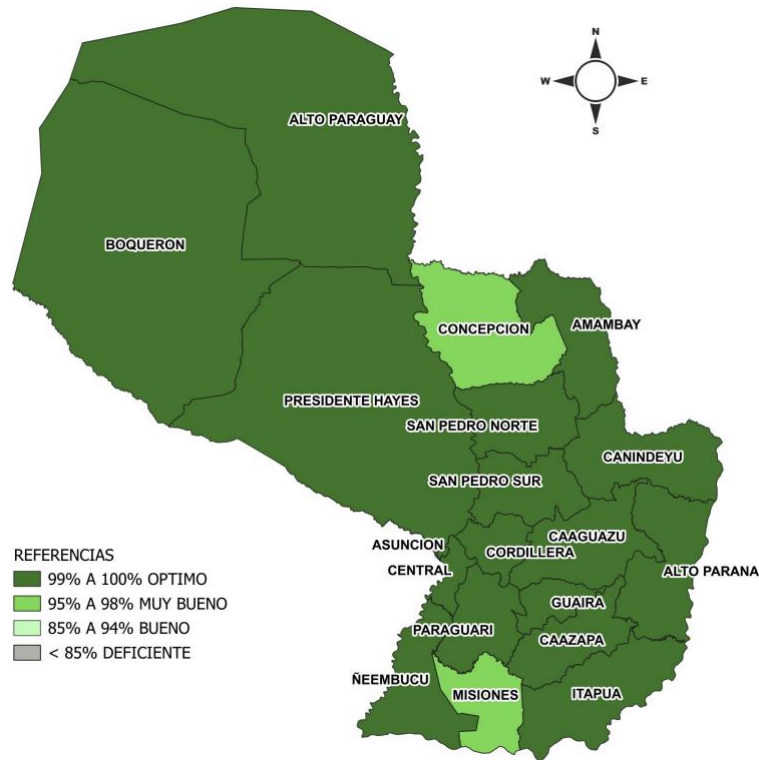 N
W E
S
ALTO PARAGUAY
BOQUERON
CONCEPCION
AMAMBAY
PRESIDENTE HAYES
SAN PEDRO NORTE
CANINDEYU
SAN PEDRO SUR
CAAGUAZU
ASUNCION
CORDILLERA
CENTRAL
ALTO PARANA
GUAIRA
PARAGUARI
CAAZAPA
ÑEEMBUCU
MISIONES
ITAPUA
REFERENCIAS
99% A 100% OPTIMO
95% A 98% MUY BUENO
85% A 94% BUENO
< 85% DEFICIENTE